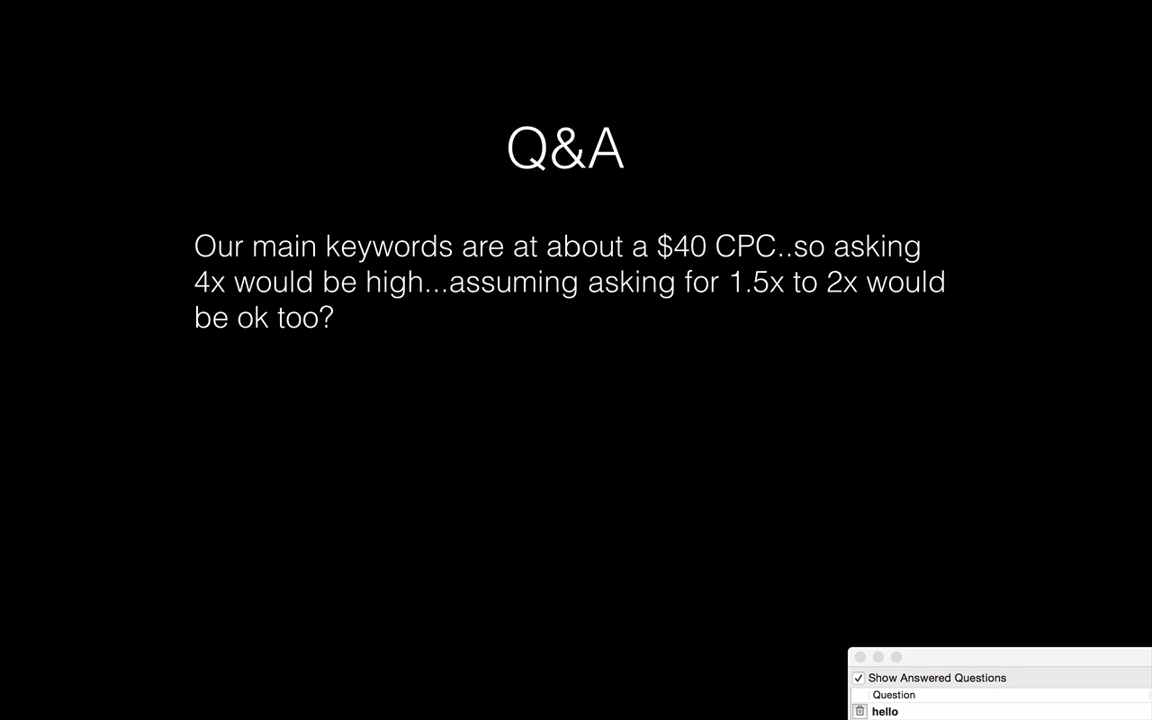 Q&A
Our main keywords are at about a $40 CPC..so asking
4x would be high...assuming asking for 1.5x to 2x would
be ok too?
Show Answered Questions
Question
hello